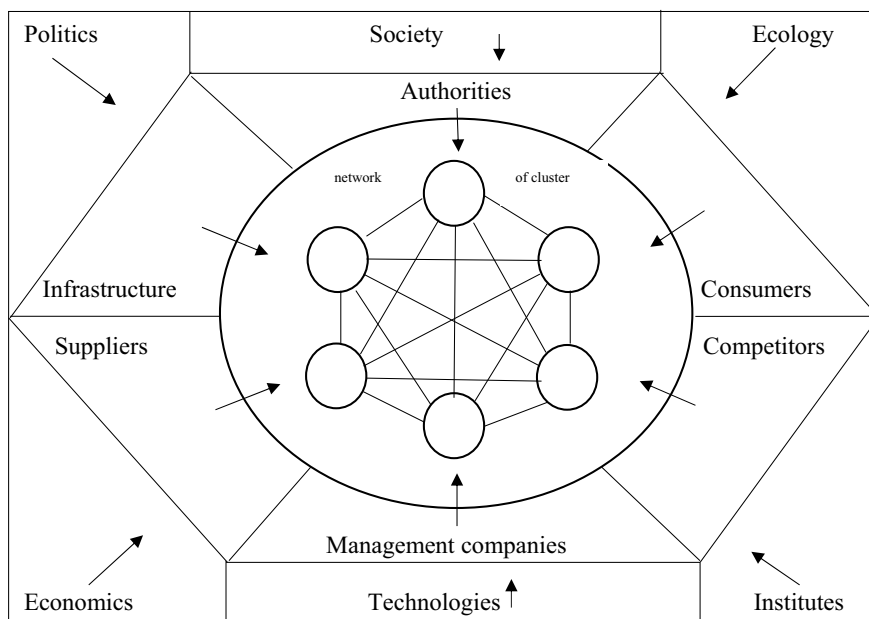 Politics
Society
Ecology
Authorities
network
of cluster
Infrastructure
Consumers
Suppliers
Competitors
Management companies
Economics
Technologies
Institutes